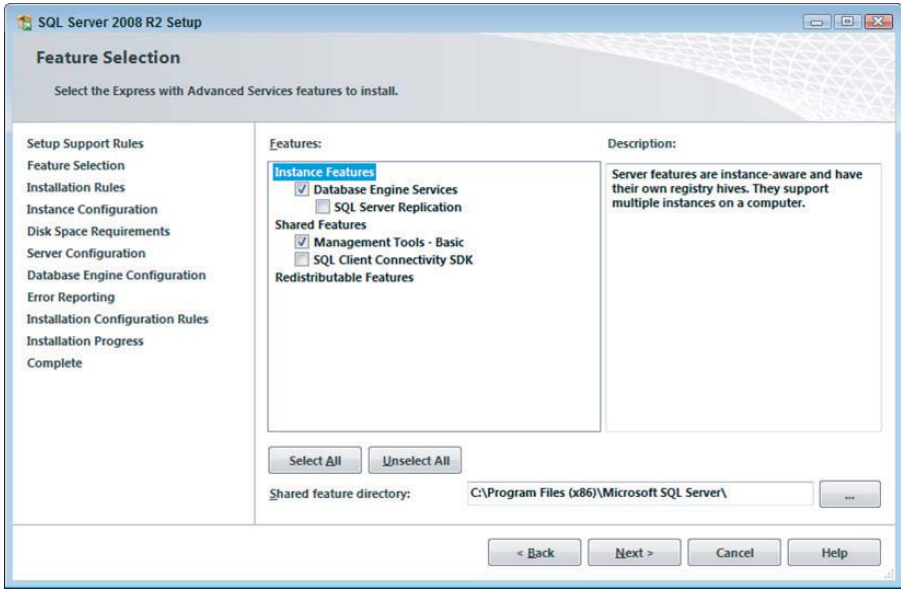 SQL Server 2008 R2 Setup
Feature Selection
Select the Express with Advanced Services features to install.
Setup Support Rules
Feature Selection
Installation Rules
Instance Configuration
Disk Space Requirements
Server Configuration
Database Engine Configuration
Error Reporting
Installation Configuration Rules
Installation Progress
Complete
Features:
Instance Features
Database Engine Services
SQL Server Replication
Shared Features
Management Tools - Basic
SQL Client Connectivity SDK
Redistributable Features
Description:
Server features are instance-aware and have
their own registry hives. They support
multiple instances on a computer.
Select All
Unselect All
Shared feature directory:
C:\Program Files (x86)\Microsoft SQL Server\
...
< Back
Next >
Cancel
Help